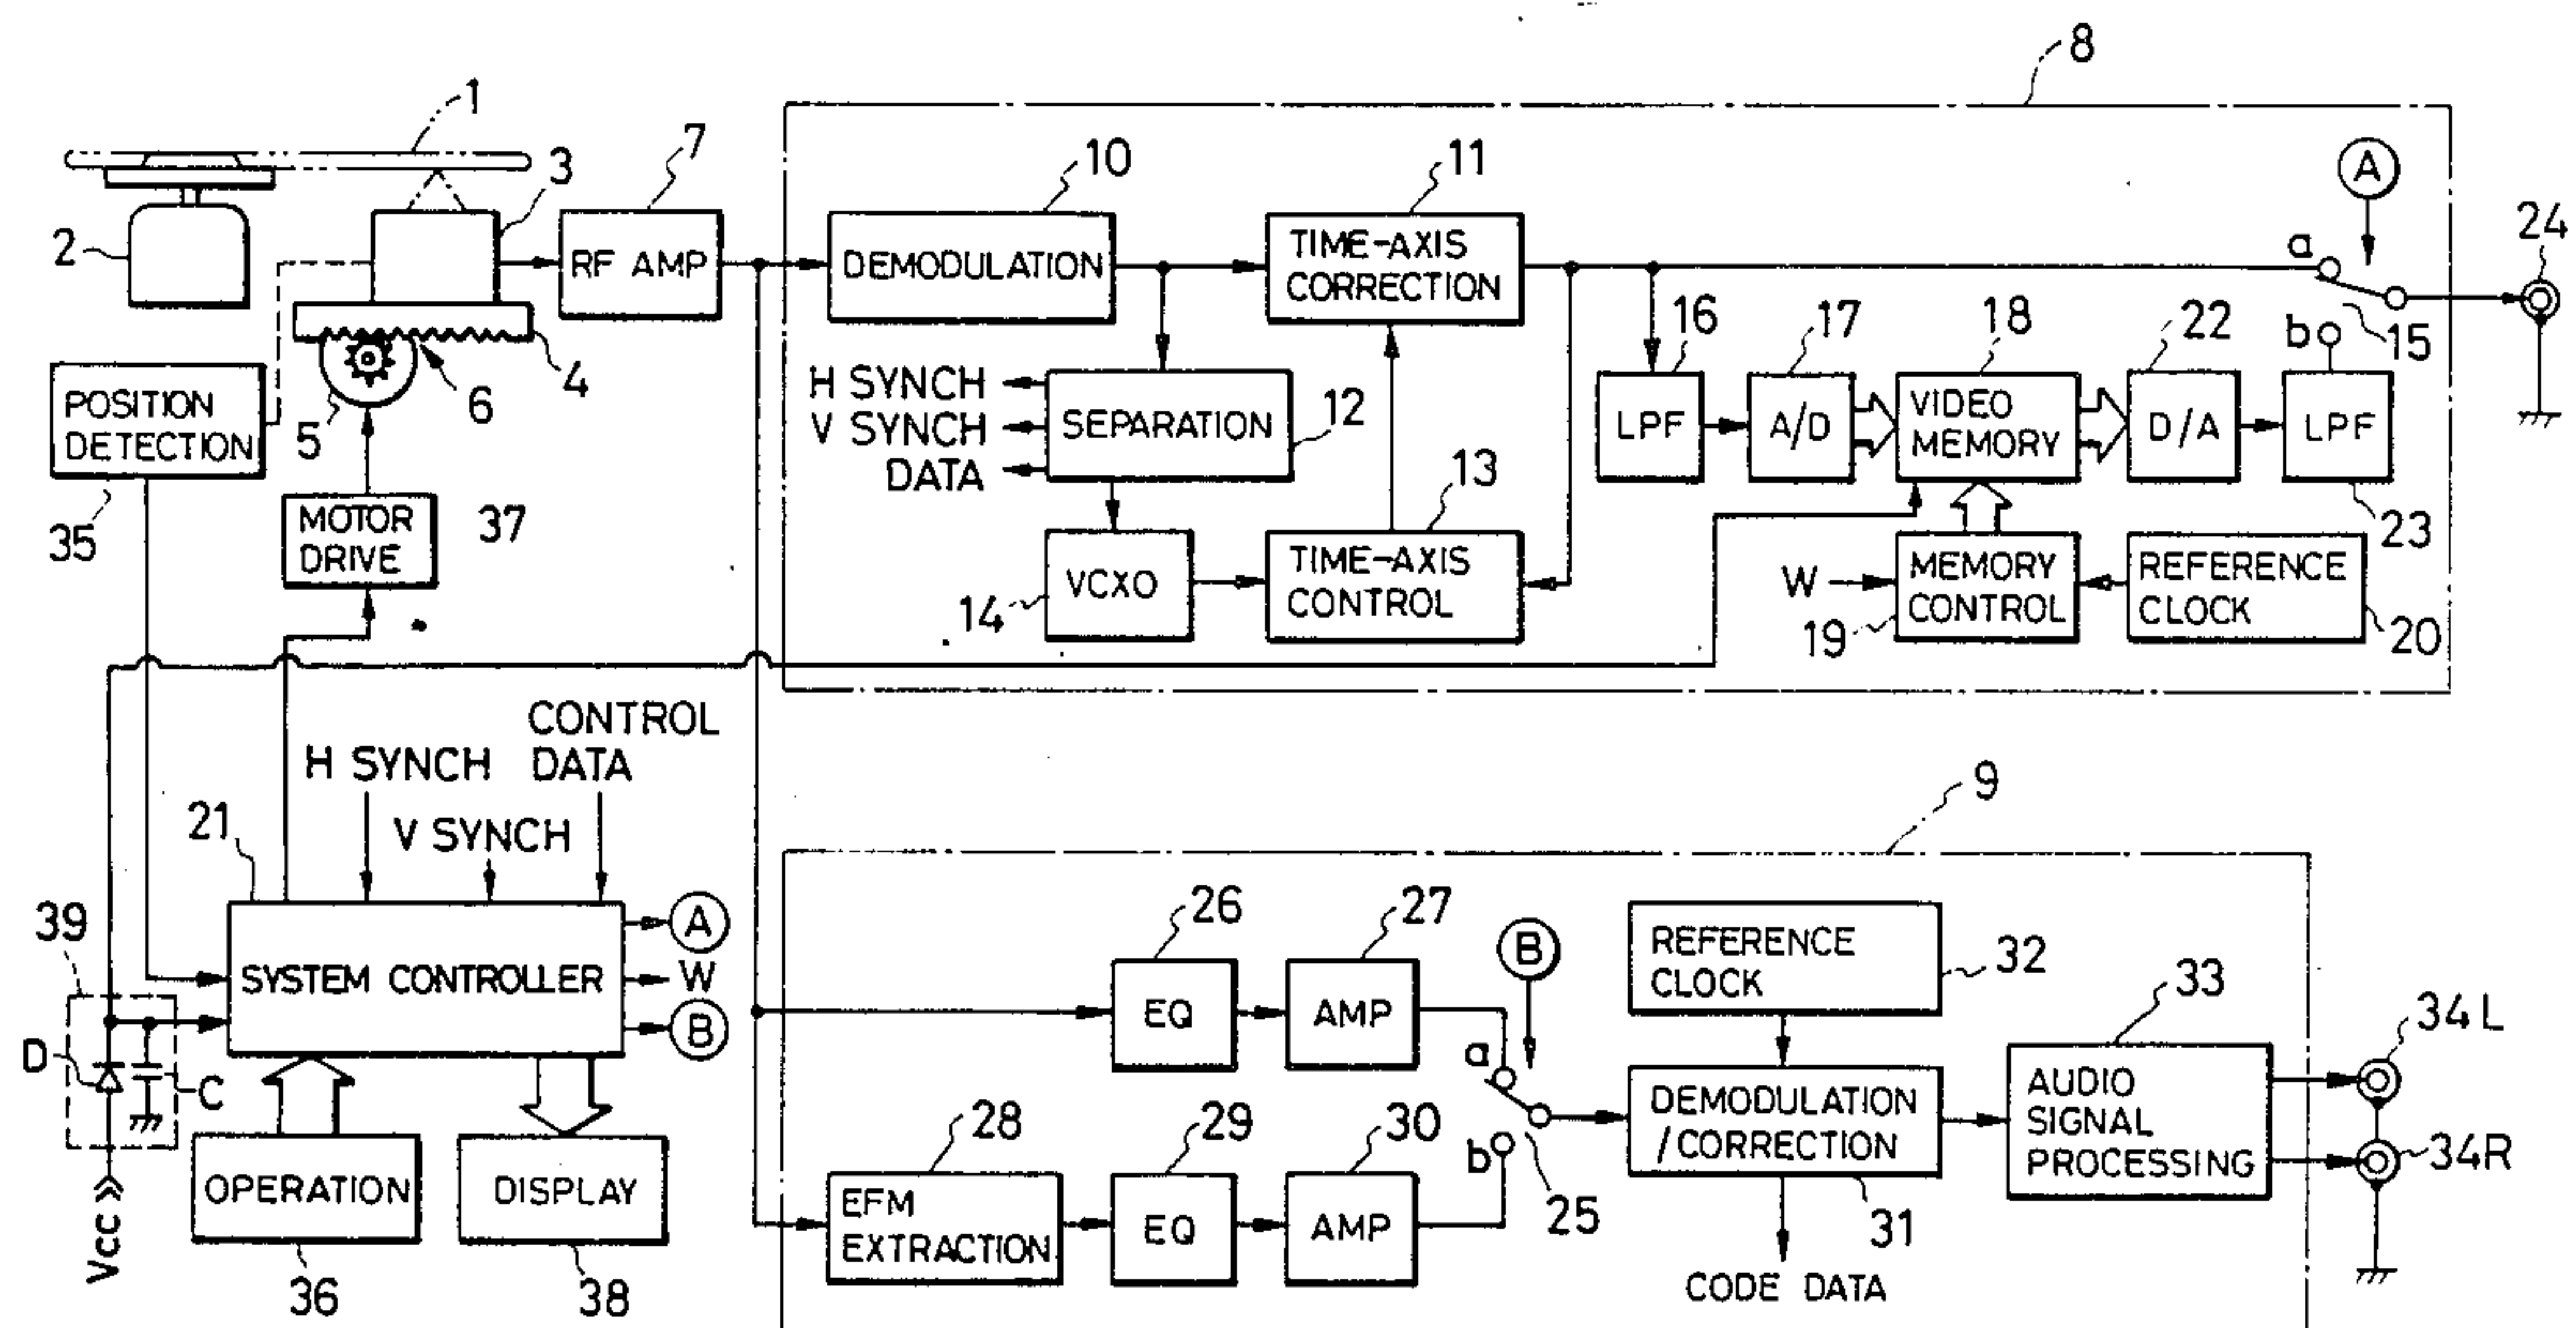 8
1
7
3
10
11
A
24
2
RF AMP
DEMODULATION
TIME-AXIS
CORRECTION
a
15
b
16
17
18
22
4
5
6
POSITION
DETECTION
35
H SYNCH
V SYNCH
DATA
SEPARATION
12
LPF
A/D
VIDEO
MEMORY
D/A
LPF
23
13
MOTOR
DRIVE
37
VCXO
14
TIME-AXIS
CONTROL
W
MEMORY
CONTROL
19
REFERENCE
CLOCK
20
CONTROL
DATA
H SYNCH
V SYNCH
21
9
39
SYSTEM CONTROLLER
A
W
B
D
C
Vcc
OPERATION
36
DISPLAY
38
26
27
B
EQ
AMP
a
REFERENCE
CLOCK
32
33
34L
DEMODULATION
/CORRECTION
31
AUDIO
SIGNAL
PROCESSING
34R
28
29
30
b
25
EFM
EXTRACTION
EQ
AMP
CODE DATA